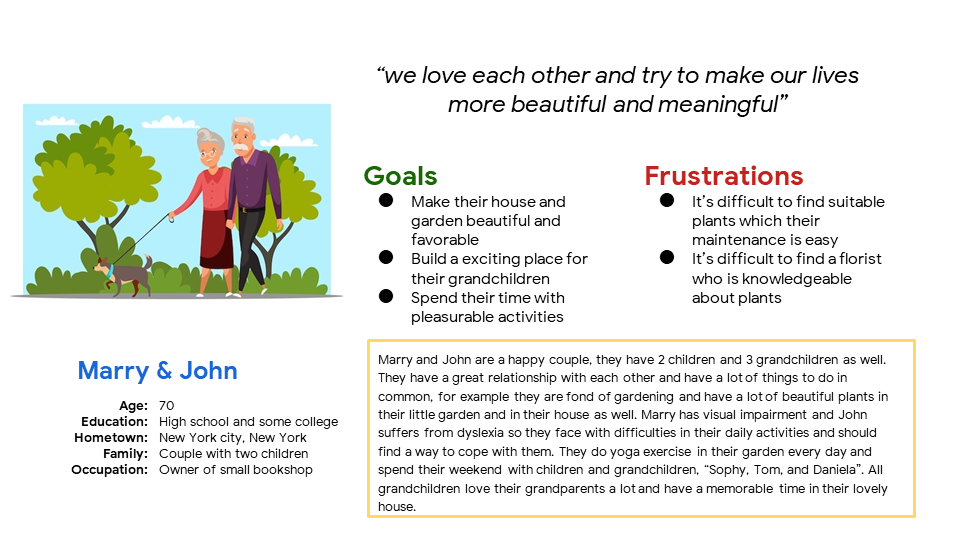 “we love each other and try to make our lives
more beautiful and meaningful”
Goals
● Make their house and
garden beautiful and
favorable
● Build a exciting place for
their grandchildren
● Spend their time with
pleasurable activities
Frustrations
● It’s difficult to find suitable
plants which their
maintenance is easy
● It’s difficult to find a florist
who is knowledgeable
about plants
Marry & John
Age: 70
Education: High school and some college
Hometown: New York city, New York
Family: Couple with two children
Occupation: Owner of small bookshop
Marry and John are a happy couple, they have 2 children and 3 grandchildren as well.
They have a great relationship with each other and have a lot of things to do in
common, for example they are fond of gardening and have a lot of beautiful plants in
their little garden and in their house as well. Marry has visual impairment and John
suffers from dyslexia so they face with difficulties in their daily activities and should
find a way to cope with them. They do yoga exercise in their garden every day and
spend their weekend with children and grandchildren, “Sophy, Tom, and Daniela”. All
grandchildren love their grandparents a lot and have a memorable time in their lovely
house.